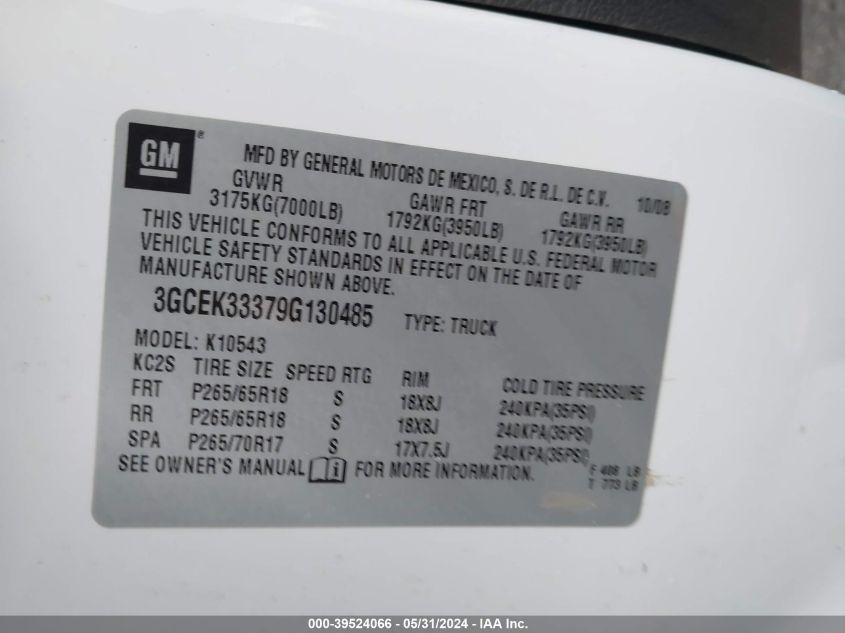 GM ® MFD BY GENERAL MOTORS DE MEXICO, S. DE R.L. DE C.V. 10/08
GVWR GAWR FRT GAWR RR
3175KG(7000LB) 1792KG(3950LB) 1792KG(3950LB)
THIS VEHICLE CONFORMS TO ALL APPLICABLE U.S. FEDERAL MOTOR
VEHICLE SAFETY STANDARDS IN EFFECT ON THE DATE OF
MANUFACTURE SHOWN ABOVE.
3GCEK33379G130485 TYPE: TRUCK
MODEL: K10543
KC2S TIRE SIZE SPEED RTG RIM COLD TIRE PRESSURE
FRT P265/65R18 S 18X8J 240KPA(35PSI)
RR P265/65R18 S 18X8J 240KPA(35PSI)
SPA P265/70R17 S 17X7.5J 240KPA(35PSI)
SEE OWNER'S MANUAL FOR MORE INFORMATION.
F 408 LB
T 773 LB
000-39524066 - 05/31/2024 - IAA Inc.